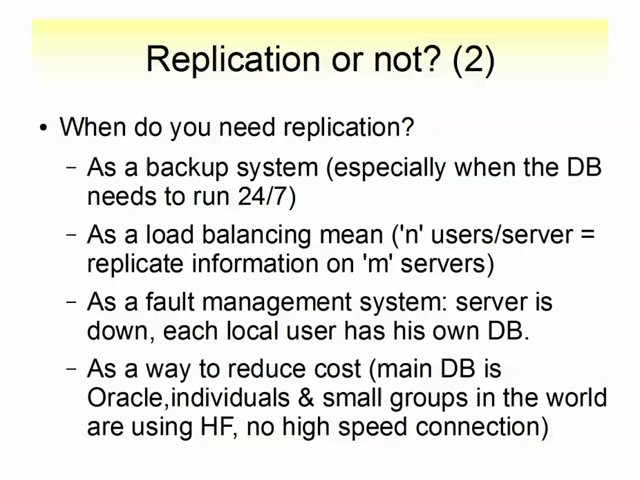 Replication or not? (2)
• When do you need replication?
– As a backup system (especially when the DB
needs to run 24/7)
– As a load balancing mean ('n' users/server =
replicate information on 'm' servers)
– As a fault management system: server is
down, each local user has his own DB.
– As a way to reduce cost (main DB is
Oracle,individuals & small groups in the world
are using HF, no high speed connection)